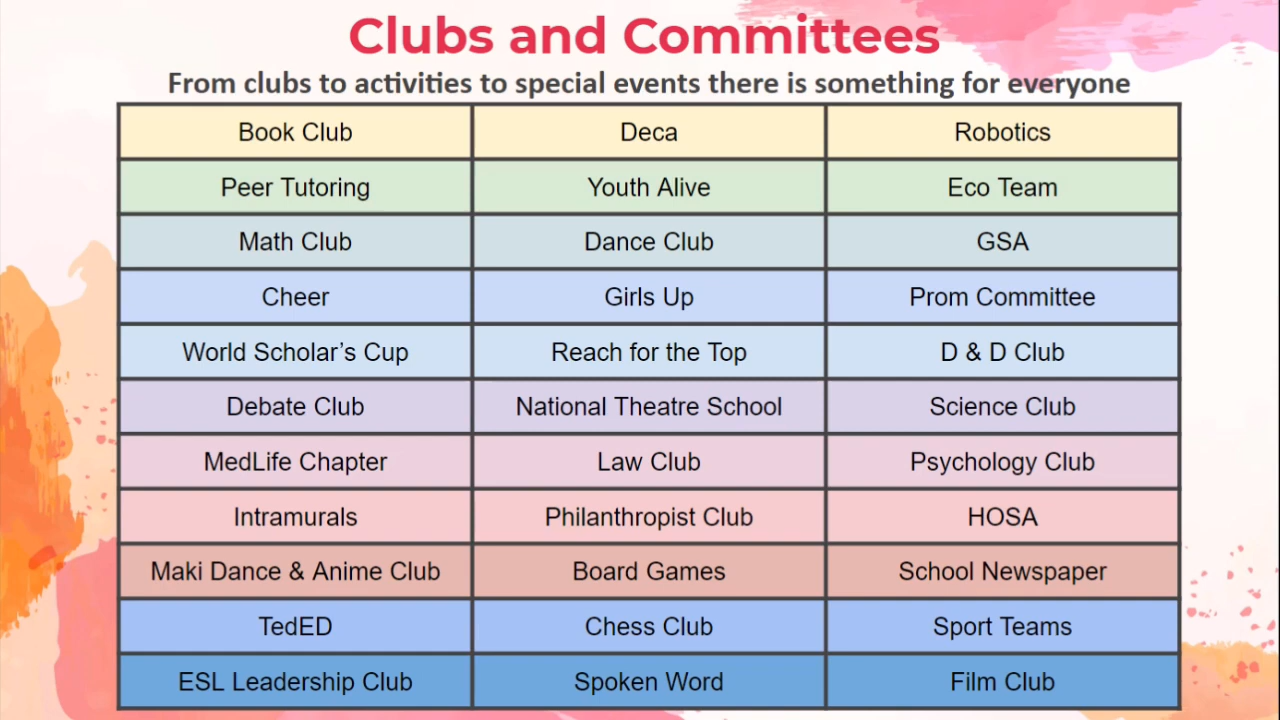 Clubs and Committees
From clubs to activities to special events there is something for everyone
Book Club Deca Robotics
Peer Tutoring Youth Alive Eco Team
Math Club Dance Club GSA
Cheer Girls Up Prom Committee
World Scholar’s Cup Reach for the Top D & D Club
Debate Club National Theatre School Science Club
MedLife Chapter Law Club Psychology Club
Intramurals Philanthropist Club HOSA
Maki Dance & Anime Club Board Games School Newspaper
TedED Chess Club Sport Teams
ESL Leadership Club Spoken Word Film Club